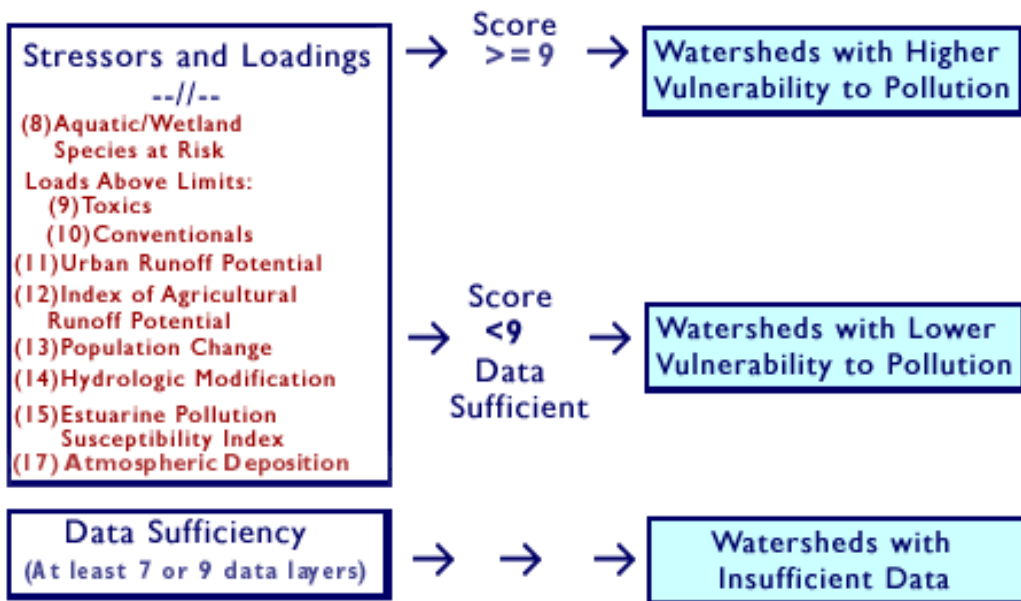 Stressors and Loadings
--//--
(8)Aquatic/Wetland
Species at Risk
Loads Above Limits:
(9)Toxics
(10)Conventionals
(11)Urban Runoff Potential
(12)Index of Agricultural
Runoff Potential
(13)Population Change
(14)Hydrologic Modification
(15)Estuarine Pollution
Susceptibility Index
(17) Atmospheric Deposition
Score
>=9
Watersheds with Higher
Vulnerability to Pollution
Score
<9
Data
Sufficient
Watersheds with Lower
Vulnerability to Pollution
Data Sufficiency
(At least 7 or 9 data layers)
Watersheds with
Insufficient Data